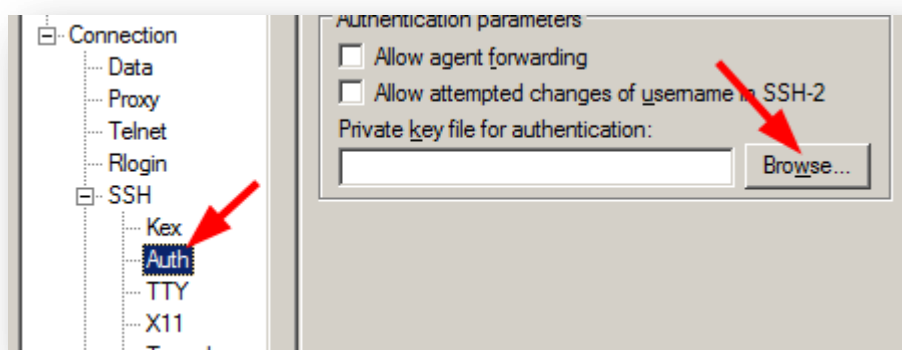 Connection
Data
Proxy
Telnet
Rlogin
SSH
Kex
Auth
TTY
X11
Authentication parameters
Allow agent forwarding
Allow attempted changes of username in SSH-2
Private key file for authentication:
Browse...